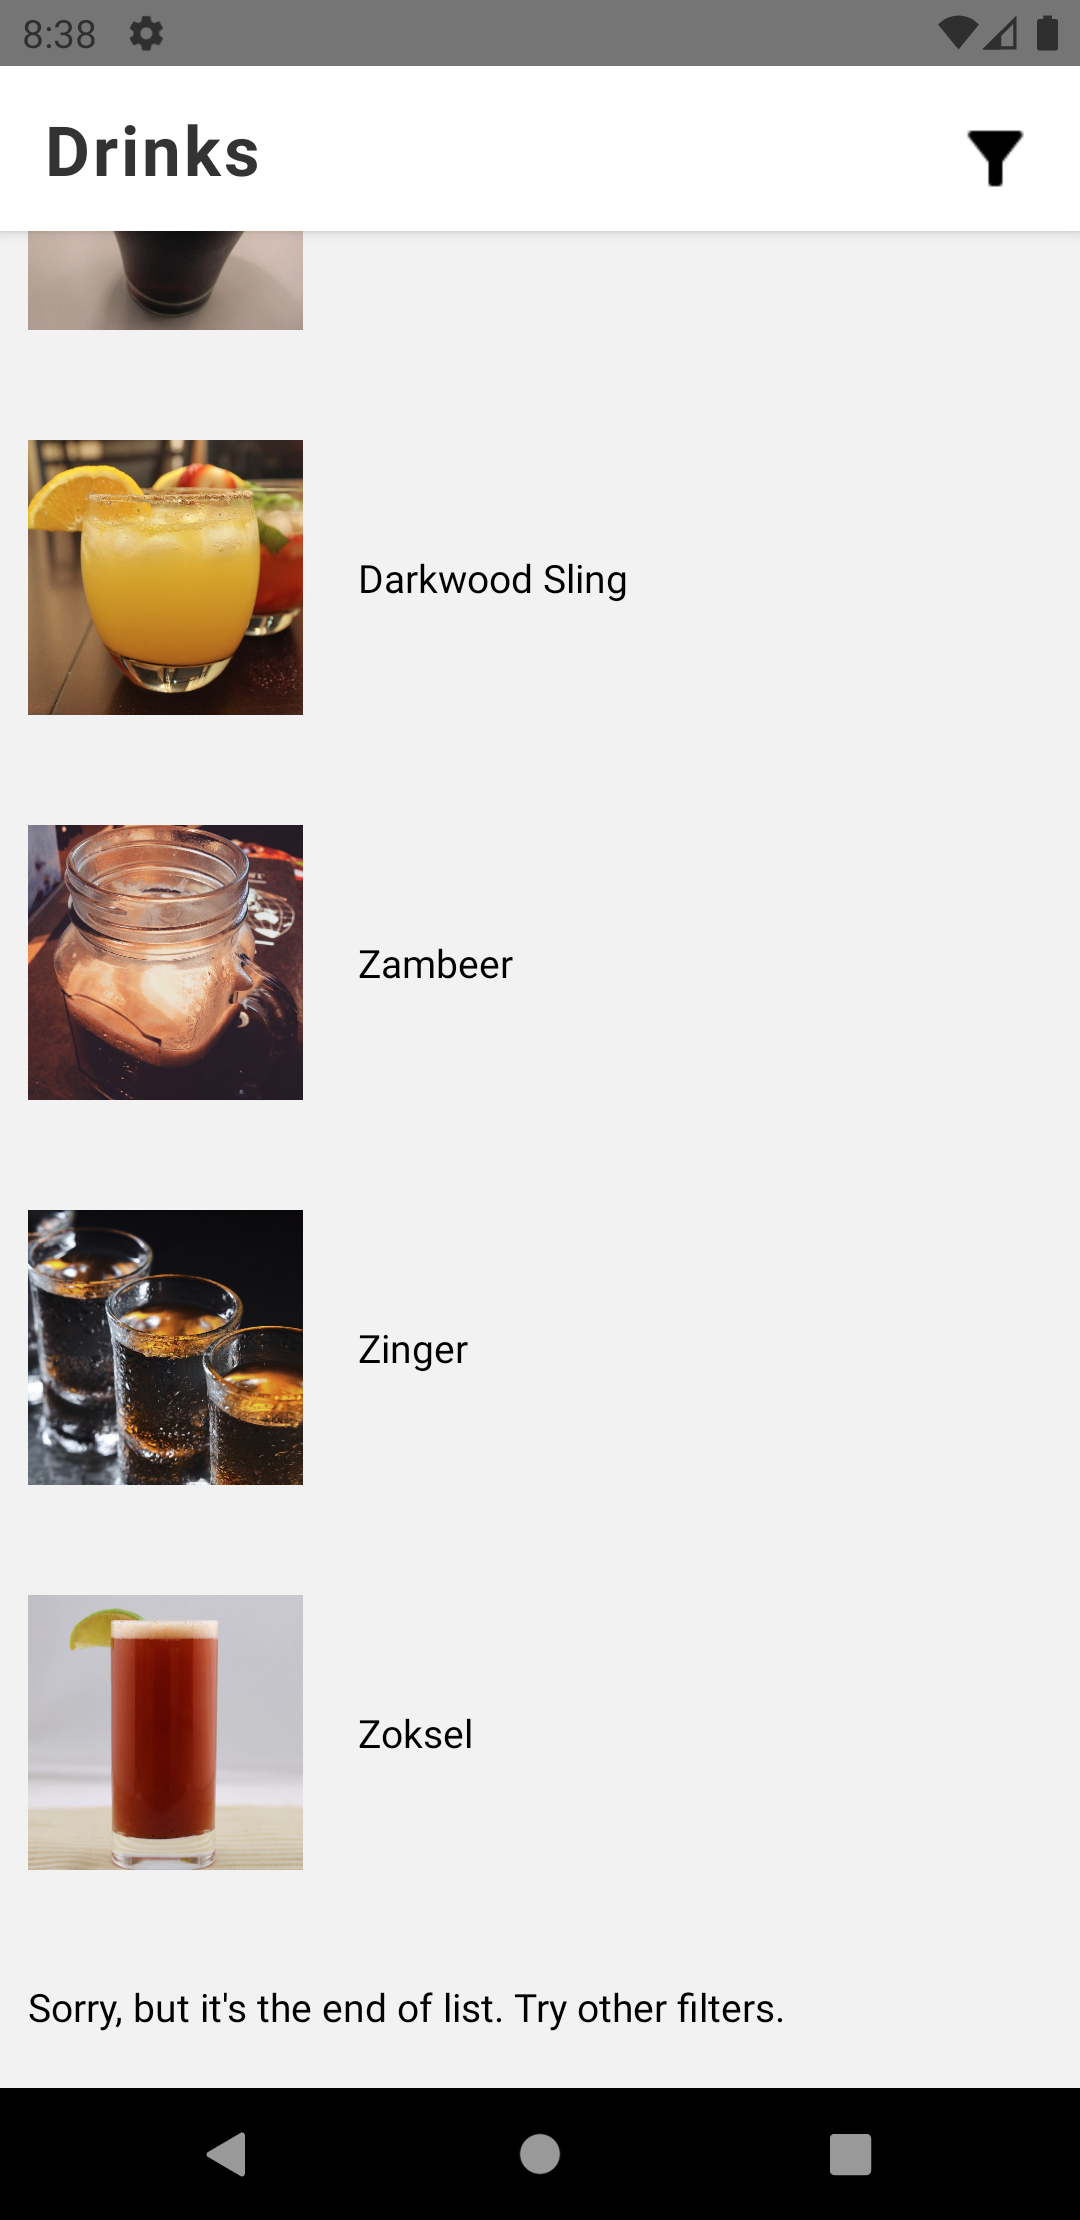 8:38
Drinks
Darkwood Sling
Zambeer
Zinger
Zoksel
Sorry, but it's the end of list. Try other filters.